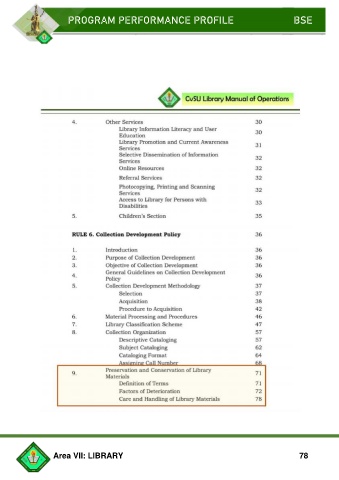 PROGRAM PERFORMANCE PROFILE BSE
CvSU Library Manual of Operations
4. Other Services 30
Library Information Literacy and User 30
Education
Library Promotion and Current Awareness 31
Services
Selective Dissemination of Information 32
Services
Online Resources 32
Referral Services 32
Photocopying, Printing and Scanning 32
Services
Access to Library for Persons with 33
Disabilities
5. Children's Section 35
RULE 6. Collection Development Policy 36
1. Introduction 36
2. Purpose of Collection Development 36
3. Objective of Collection Development 36
4. General Guidelines on Collection Development 36
Policy
5. Collection Development Methodology 37
Selection 37
Acquisition 38
Procedure to Acquisition 42
6. Material Processing and Procedures 46
7. Library Classification Scheme 47
8. Collection Organization 57
Descriptive Cataloging 57
Subject Cataloging 62
Cataloging Format 64
Assigning Call Number 68
9. Preservation and Conservation of Library 71
Materials
Definition of Terms 71
Factors of Deterioration 72
Care and Handling of Library Materials 78
Area VII: LIBRARY 78